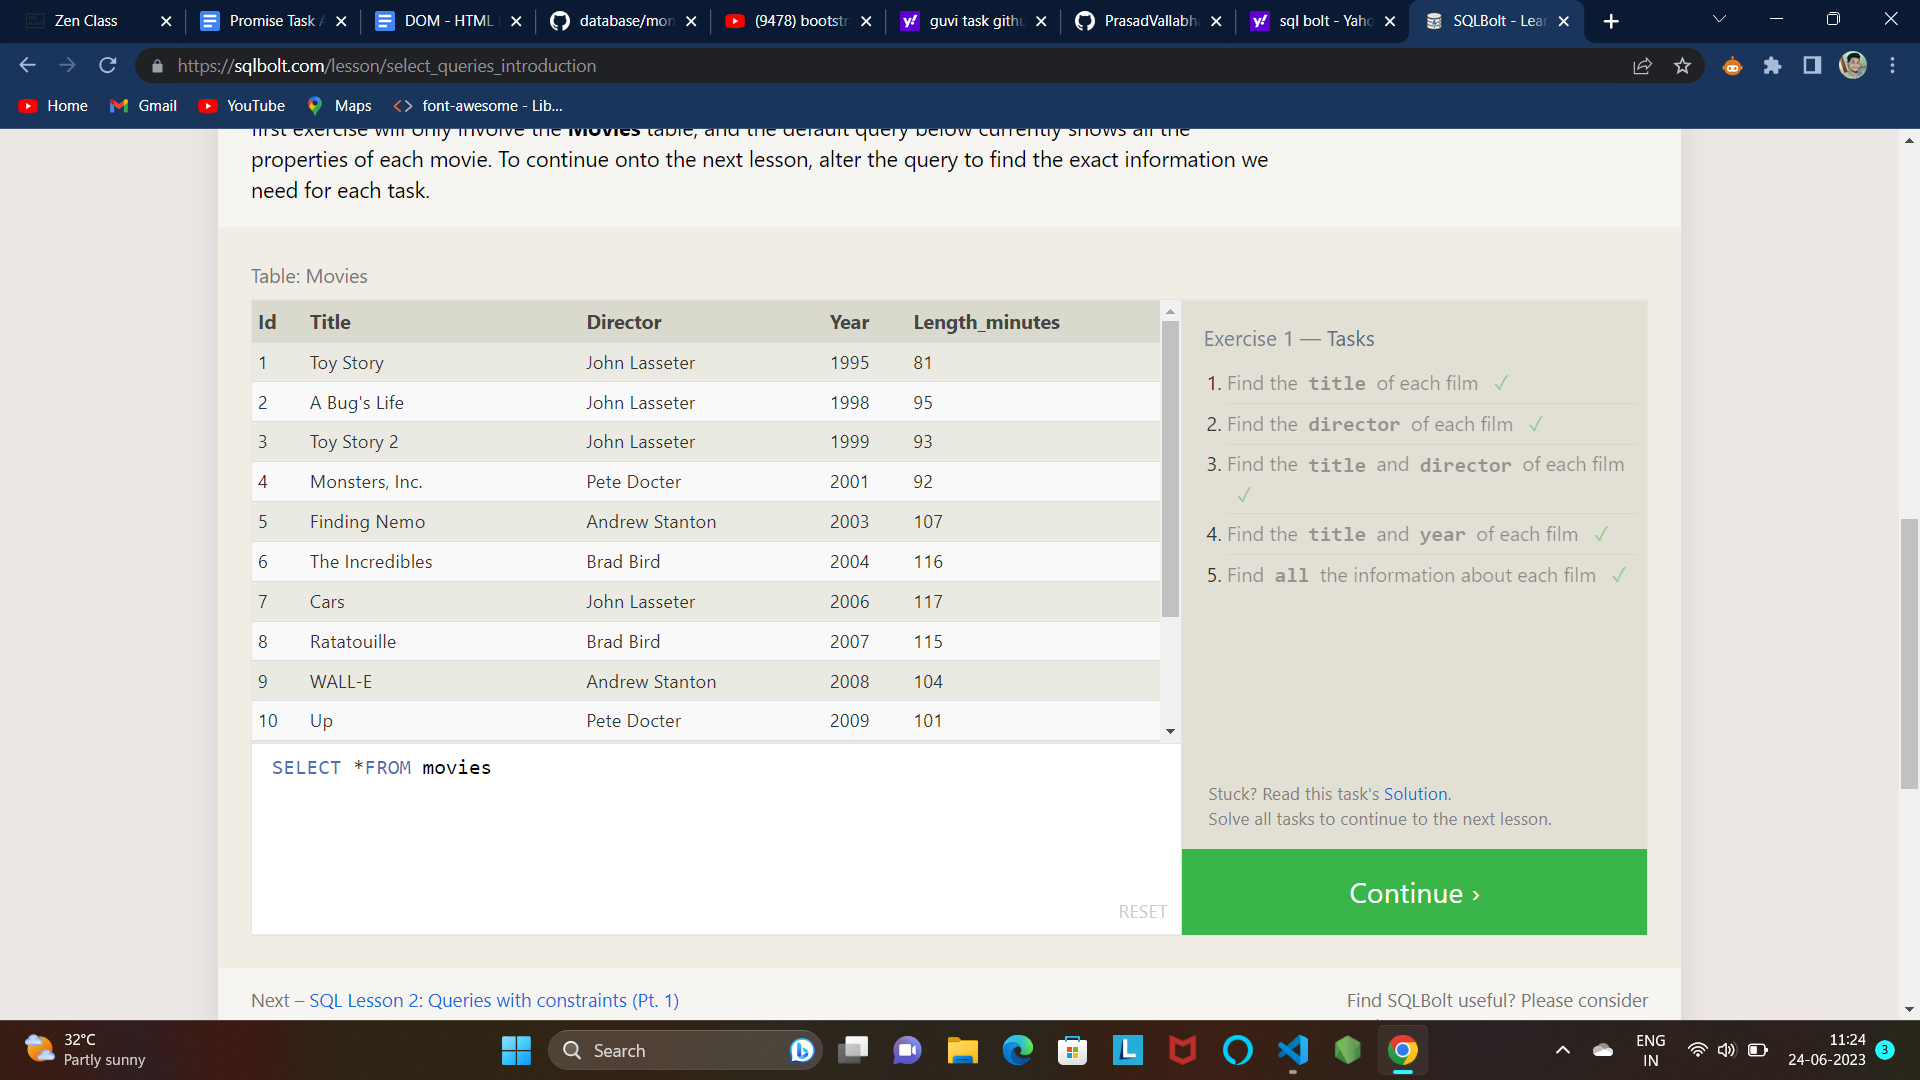 Zen Class
Promise Task A
DOM - HTML
database/mon
(9478) bootstr
guvi task githu
PrasadVallabh
sql bolt - Yaho
SQLBolt - Lear
https://sqlbolt.com/lesson/select_queries_introduction
Home
Gmail
YouTube
Maps
font-awesome - Lib...
first exercise will only involve the Movies table, and the default query below currently shows all the
properties of each movie. To continue onto the next lesson, alter the query to find the exact information we
need for each task.
Table: Movies
Id Title Director Year Length_minutes
1 Toy Story John Lasseter 1995 81
2 A Bug's Life John Lasseter 1998 95
3 Toy Story 2 John Lasseter 1999 93
4 Monsters, Inc. Pete Docter 2001 92
5 Finding Nemo Andrew Stanton 2003 107
6 The Incredibles Brad Bird 2004 116
7 Cars John Lasseter 2006 117
8 Ratatouille Brad Bird 2007 115
9 WALL-E Andrew Stanton 2008 104
10 Up Pete Docter 2009 101
SELECT *FROM movies
RESET
Exercise 1 — Tasks
1. Find the title of each film ✓
2. Find the director of each film ✓
3. Find the title and director of each film
✓
4. Find the title and year of each film ✓
5. Find all the information about each film ✓
Stuck? Read this task's Solution.
Solve all tasks to continue to the next lesson.
Continue ›
Next – SQL Lesson 2: Queries with constraints (Pt. 1)
Find SQLBolt useful? Please consider
32°C
Partly sunny
Search
ENG
IN
11:24
24-06-2023
3